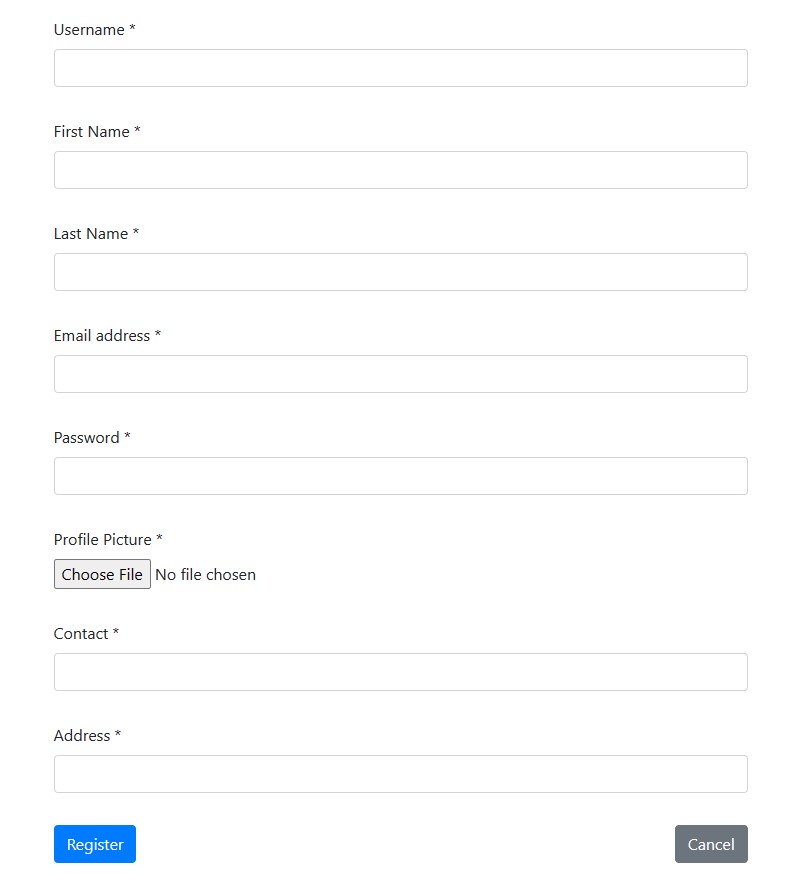 Username *
First Name *
Last Name *
Email address *
Password *
Profile Picture *
Choose File No file chosen
Contact *
Address *
Register Cancel